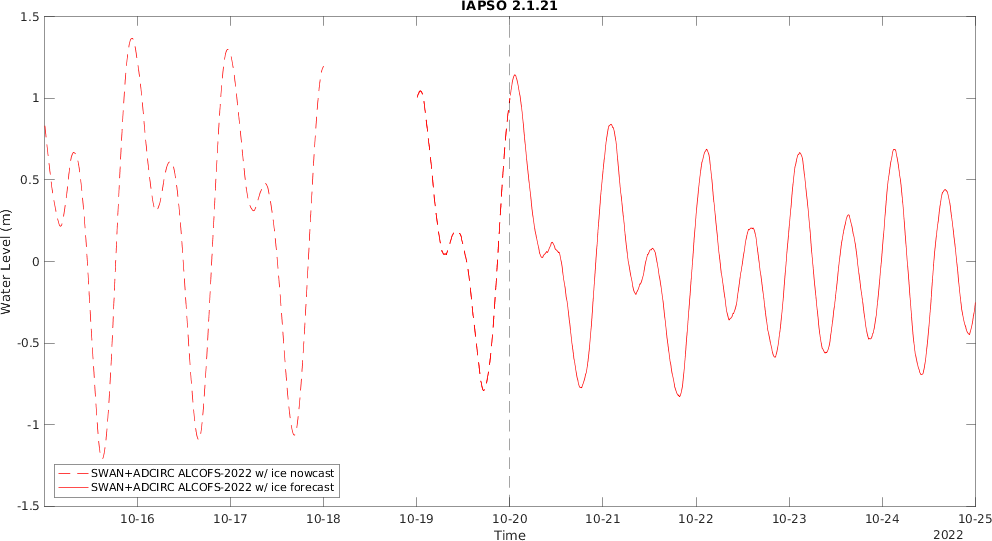 IAPSO 2.1.21
1.5
1
0.5
0
-0.5
-1
-1.5
Water Level (m)
SWAN+ADCIRC ALCOFS-2022 w/ ice nowcast
SWAN+ADCIRC ALCOFS-2022 w/ ice forecast
10-16 10-17 10-18 10-19 10-20 10-21 10-22 10-23 10-24 10-25
Time
2022